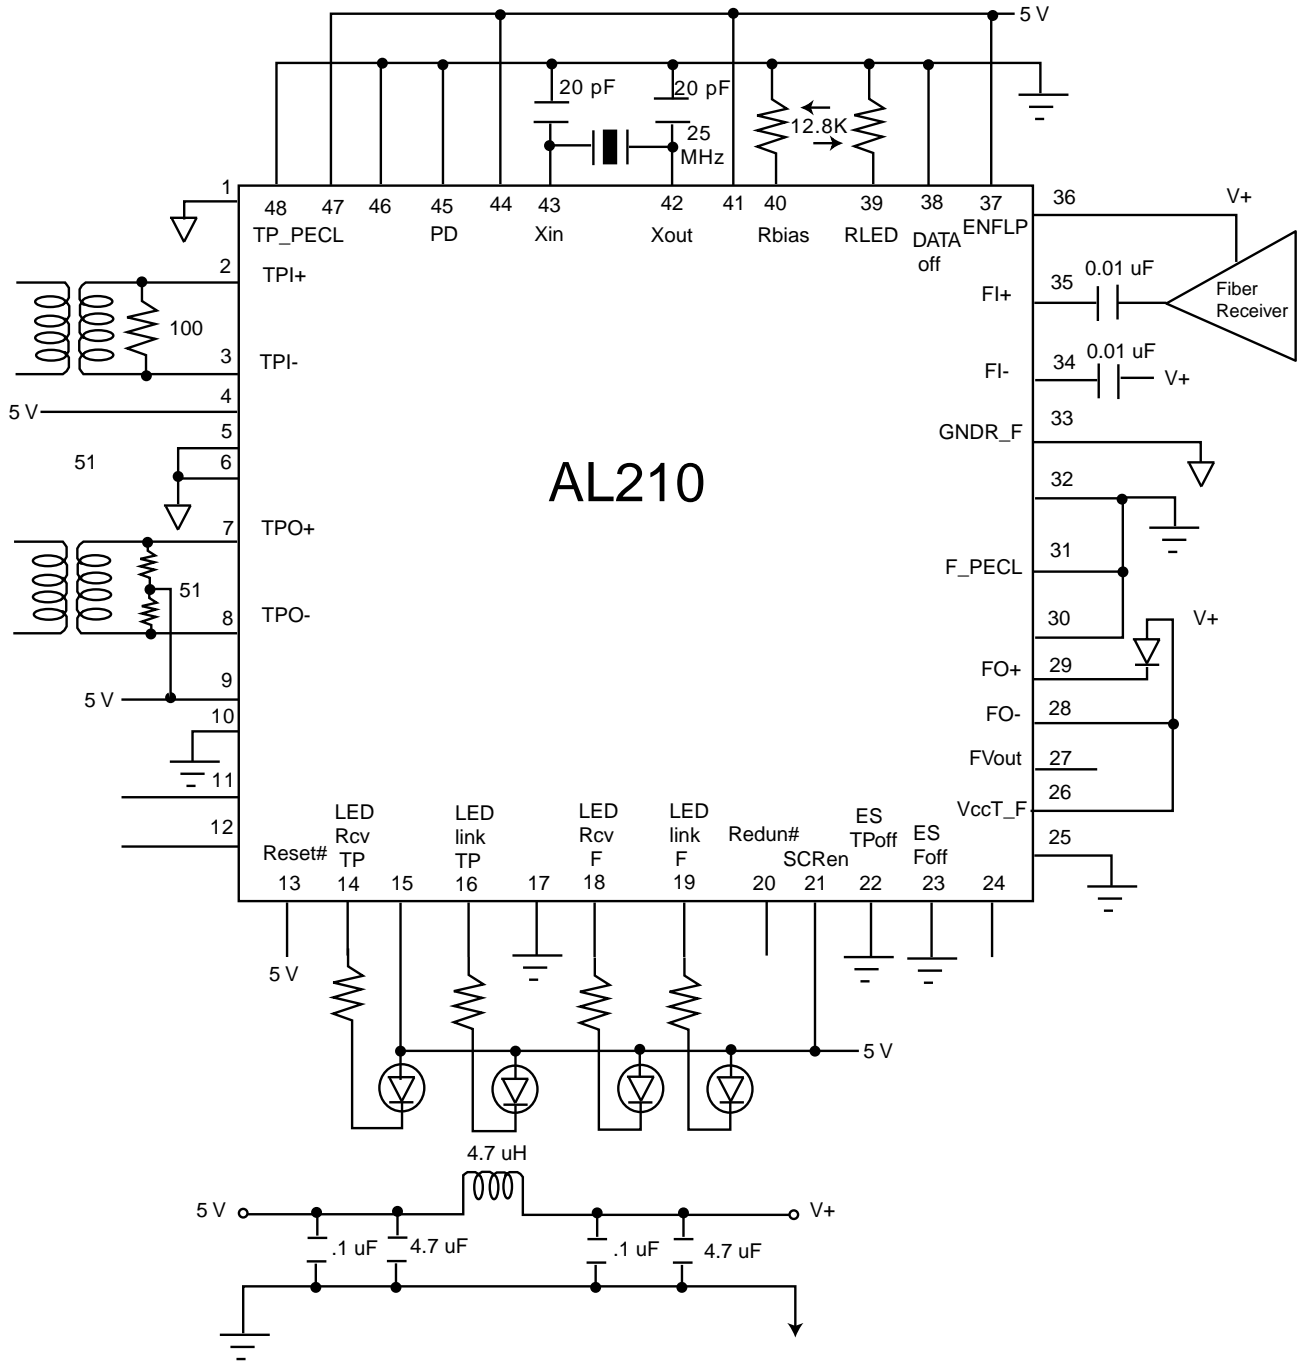 5 V
20 pF
20 pF
12.8K
25
MHz
1
48
47
46
45
44
43
42
41
40
39
38
37
36
V+
TP_PECL
PD
Xin
Xout
Rbias
RLED
DATA
off
ENFLP
2
TPI+
35
FI+
0.01 uF
Fiber
Receiver
100
3
TPI-
34
FI-
0.01 uF
V+
4
5 V
5
33
GNDR_F
6
51
AL210
32
7
TPO+
31
F_PECL
51
8
TPO-
30
V+
9
5 V
29
FO+
10
28
FO-
27
FVout
11
26
VccT_F
12
25
Reset#
LED
Rcv
TP
LED
link
TP
LED
Rcv
F
LED
link
F
Redun#
SCRen
ES
TPoff
ES
Foff
13
14
15
16
17
18
19
20
21
22
23
24
5 V
5 V
4.7 uH
5 V
V+
.1 uF
4.7 uF
.1 uF
4.7 uF